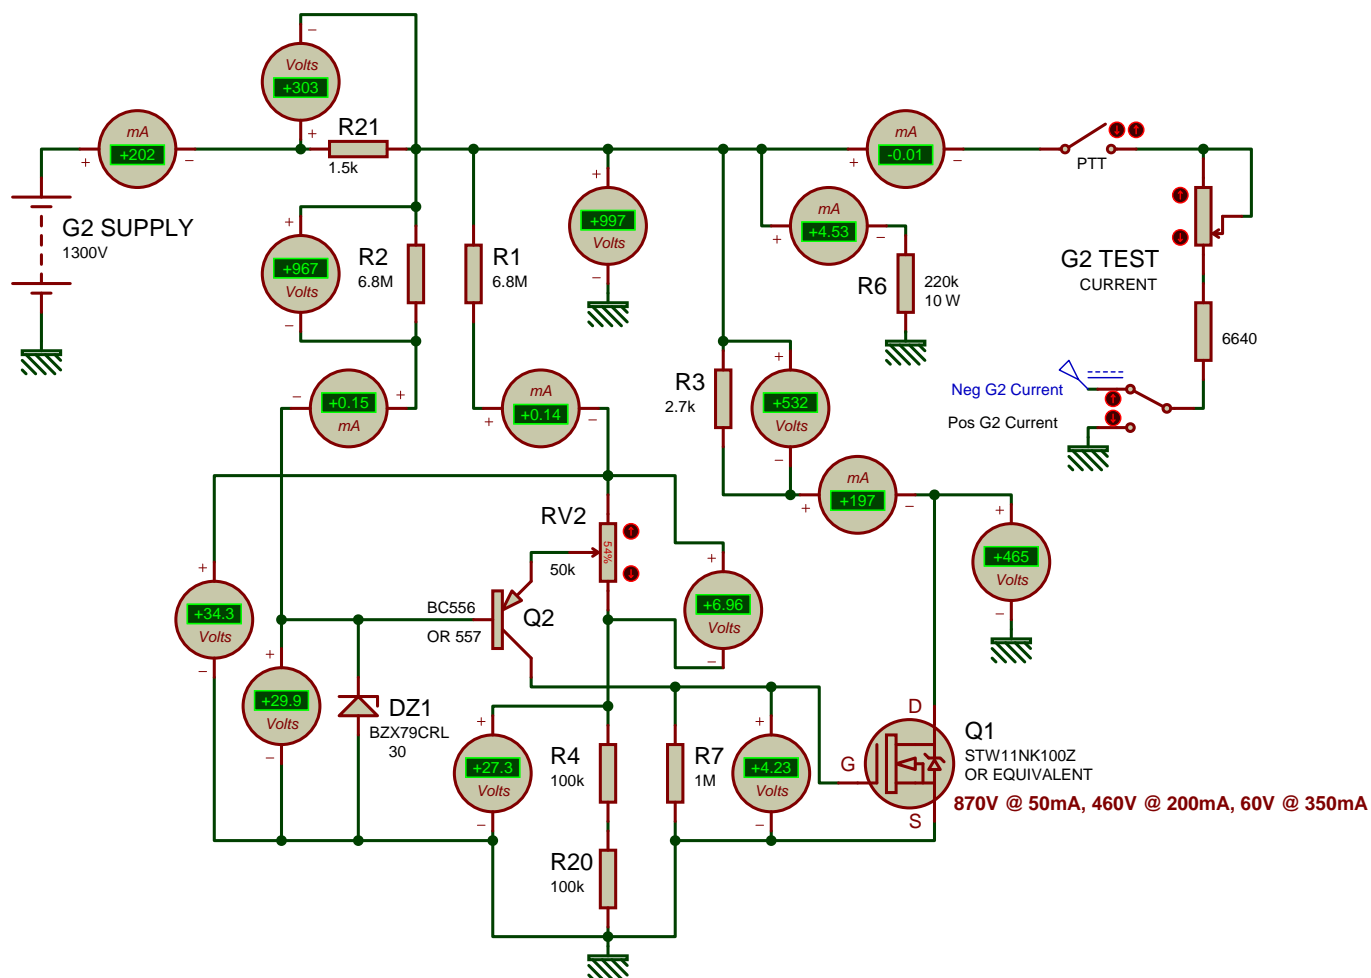 Volts
+303
R21
1.5k
mA
+202
mA
-0.01
PTT
G2 SUPPLY
1300V
+967
Volts
R2
6.8M
R1
6.8M
+997
Volts
mA
+4.53
R6
220k
10 W
G2 TEST
CURRENT
6640
+0.15
mA
mA
+0.14
R3
2.7k
+532
Volts
Neg G2 Current
Pos G2 Current
mA
+197
RV2
54%
50k
+465
Volts
+34.3
Volts
BC556
OR 557
Q2
+6.96
Volts
+29.9
Volts
DZ1
BZX79CRL
30
+27.3
Volts
R4
100k
R7
1M
+4.23
Volts
D
G
S
Q1
STW11NK100Z
OR EQUIVALENT
870V @ 50mA, 460V @ 200mA, 60V @ 350mA
R20
100k